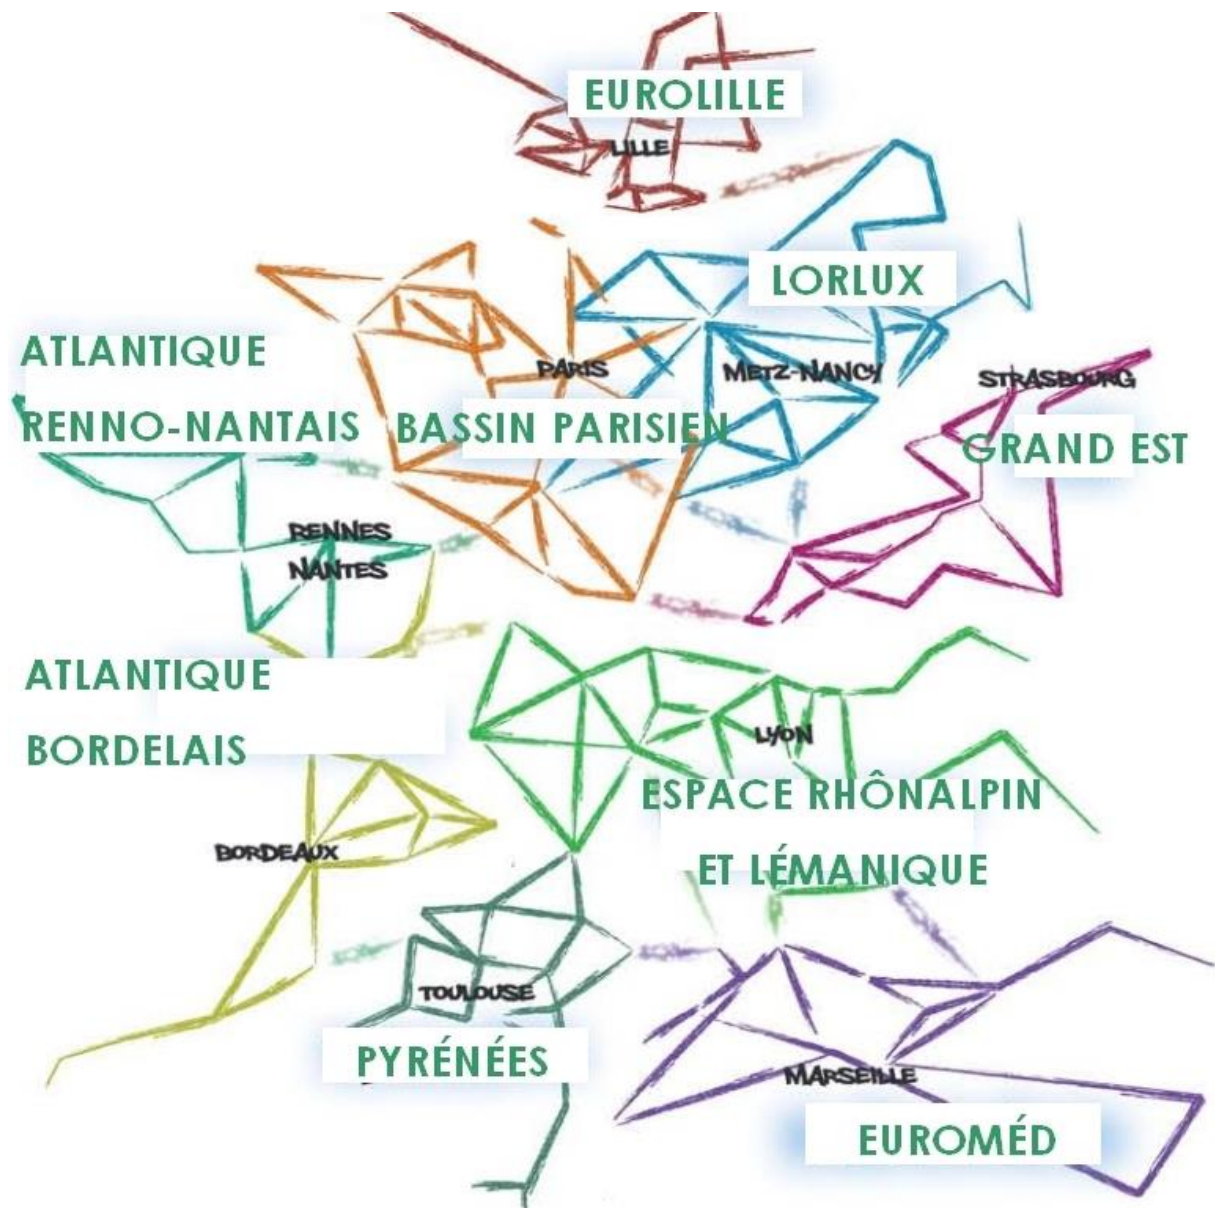 EUROLILLE
LILLE
LORLUX
ATLANTIQUE
RENNO-NANTAIS
PARIS
METZ-NANCY
STRASBOURG
BASSIN PARISIEN
GRAND EST
RENNES
NANTES
ATLANTIQUE
BORDELAIS
LYON
ESPACE RHÔNALPIN
ET LÉMANIQUE
BORDEAUX
TOULOUSE
PYRÉNÉES
MARSEILLE
EUROMÉD